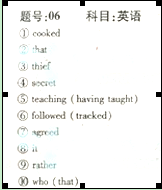 题号:06 科目:英语
① cooked
② that
③ thief
④ secret
⑤ teaching (having taught)
⑥ followed (tracked)
⑦ agreed
⑧ it
⑨ rather
⑩ who (that)